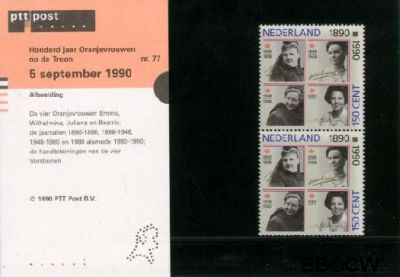 ptt post
Honderd jaar Oranjevrouwen
op de Troon nr. 77
5 september 1990
Afbeelding
De vier Oranjevrouwen Emma,
Wilhelmina, Juliana en Beatrix,
de jaartallen 1890-1898, 1898-1948,
1948-1980 en 1980 alsmede 1890-1990;
de handtekeningen van de vier
Vorstinnen
© 1990 PTT Post B.V.
NEDERLAND 1890
1990
150 CENT
NEDERLAND 1890
1990
150 CENT